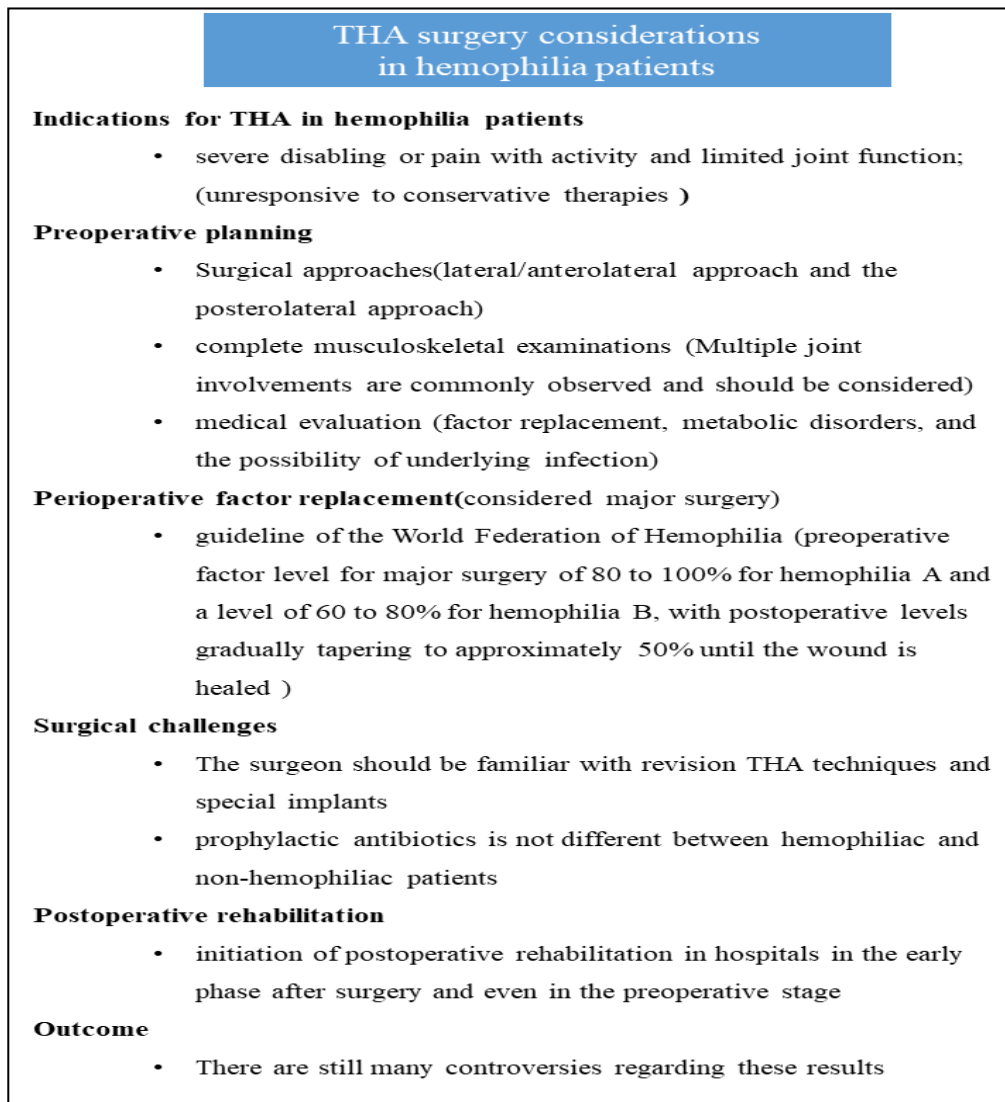 THA surgery considerations
in hemophilia patients
Indications for THA in hemophilia patients
• severe disabling or pain with activity and limited joint function;
(unresponsive to conservative therapies )
Preoperative planning
• Surgical approaches(lateral/anterolateral approach and the
posterolateral approach)
• complete musculoskeletal examinations (Multiple joint
involvements are commonly observed and should be considered)
• medical evaluation (factor replacement, metabolic disorders, and
the possibility of underlying infection)
Perioperative factor replacement(considered major surgery)
• guideline of the World Federation of Hemophilia (preoperative
factor level for major surgery of 80 to 100% for hemophilia A and
a level of 60 to 80% for hemophilia B, with postoperative levels
gradually tapering to approximately 50% until the wound is
healed )
Surgical challenges
• The surgeon should be familiar with revision THA techniques and
special implants
• prophylactic antibiotics is not different between hemophiliac and
non-hemophiliac patients
Postoperative rehabilitation
• initiation of postoperative rehabilitation in hospitals in the early
phase after surgery and even in the preoperative stage
Outcome
• There are still many controversies regarding these results